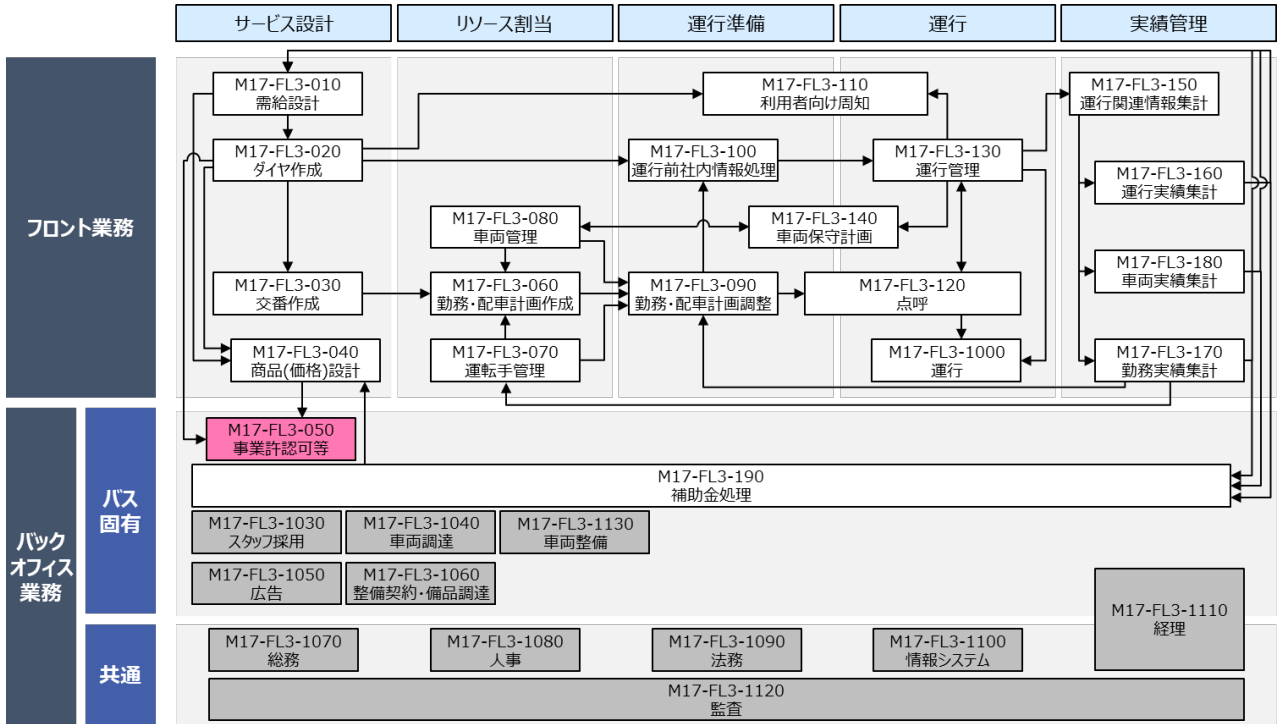 サービス設計
リソース割当
運行準備
運行
実績管理
フロント業務
M17-FL3-010
需給設計
M17-FL3-110
利用者向け周知
M17-FL3-150
運行関連情報集計
M17-FL3-020
ダイヤ作成
M17-FL3-100
運行前社内情報処理
M17-FL3-130
運行管理
M17-FL3-160
運行実績集計
M17-FL3-080
車両管理
M17-FL3-140
車両保守計画
M17-FL3-180
車両実績集計
M17-FL3-030
交番作成
M17-FL3-060
勤務・配車計画作成
M17-FL3-090
勤務・配車計画調整
M17-FL3-120
点呼
M17-FL3-040
商品(価格)設計
M17-FL3-070
運転手管理
M17-FL3-1000
運行
M17-FL3-170
勤務実績集計
バック
オフィス
業務
バス
固有
M17-FL3-050
事業許認可等
M17-FL3-190
補助金処理
M17-FL3-1030
スタッフ採用
M17-FL3-1040
車両調達
M17-FL3-1130
車両整備
M17-FL3-1050
広告
M17-FL3-1060
整備契約・備品調達
M17-FL3-1110
経理
共通
M17-FL3-1070
総務
M17-FL3-1080
人事
M17-FL3-1090
法務
M17-FL3-1100
情報システム
M17-FL3-1120
監査